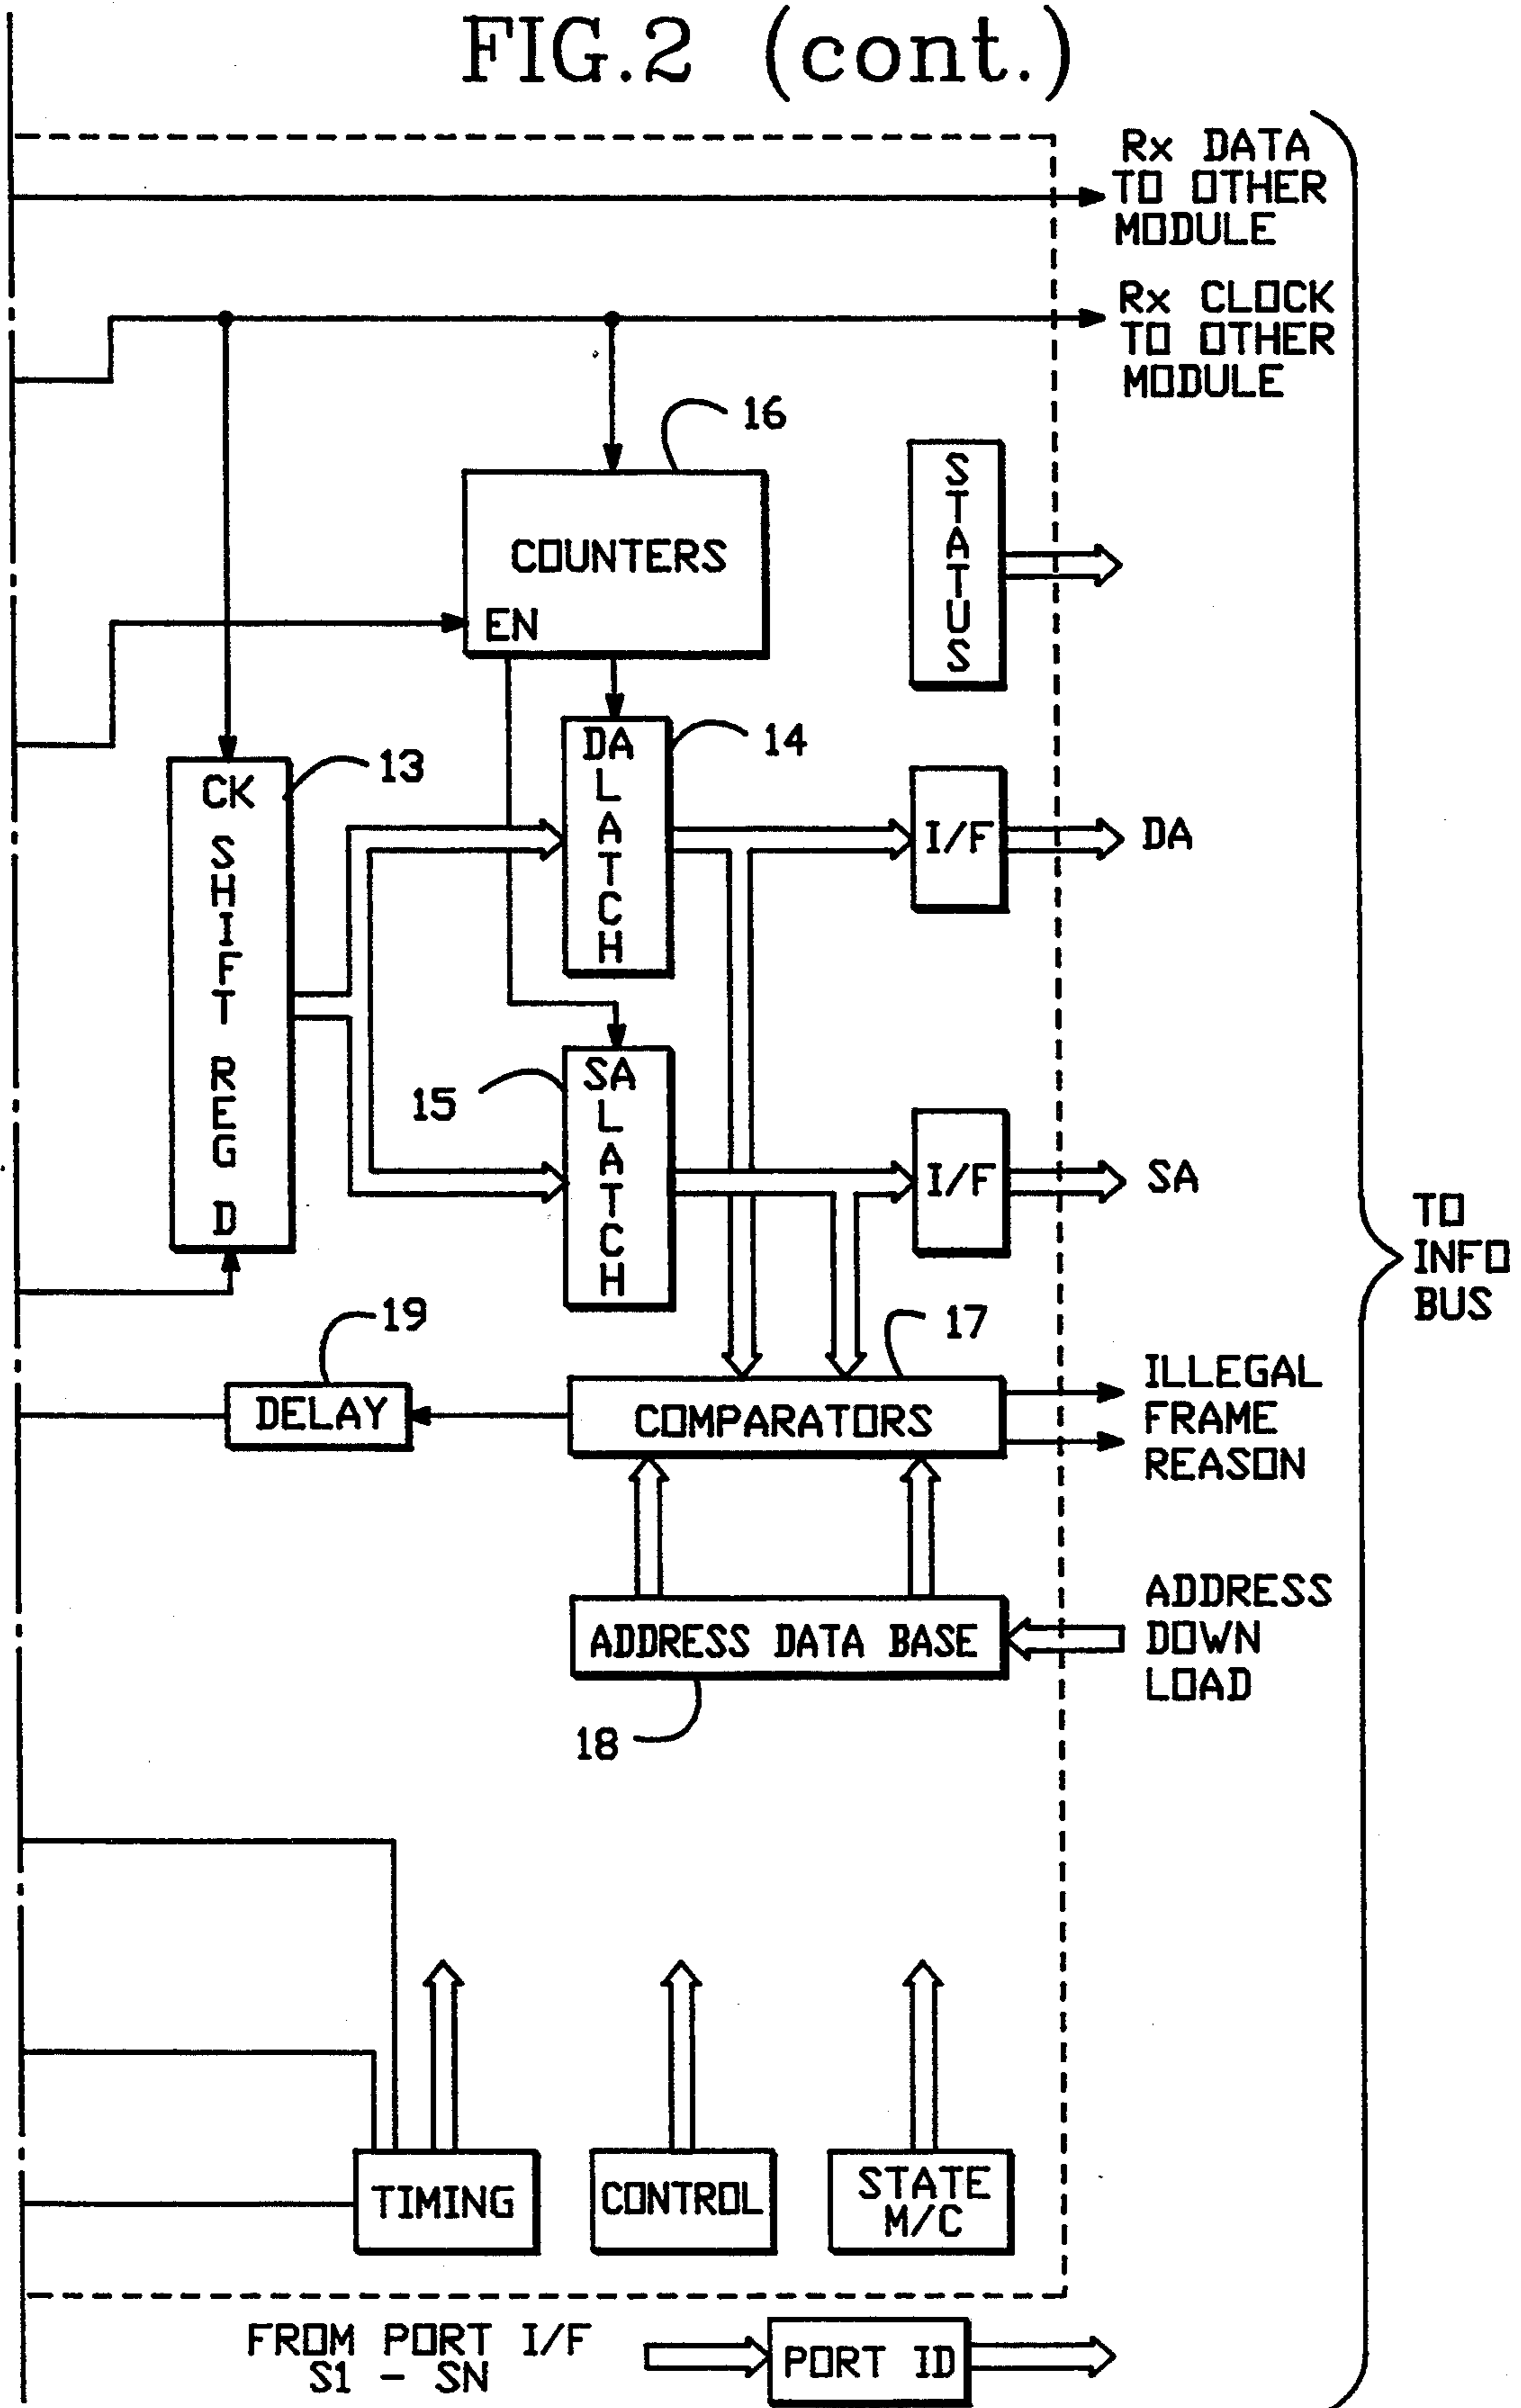 FIG.2 (cont.)
Rx DATA
TO OTHER
MODULE
Rx CLOCK
TO OTHER
MODULE
16
COUNTERS
EN
STATUS
13
CK
SHIFT REG
D
DA
LATCH
14
I/F
DA
15
SA
LATCH
I/F
SA
TO
INFO
BUS
19
DELAY
17
COMPARATORS
ILLEGAL
FRAME
REASON
ADDRESS DATA BASE
ADDRESS
DOWN
LOAD
18
TIMING
CONTROL
STATE
M/C
FROM PORT I/F
S1 - SN
PORT ID